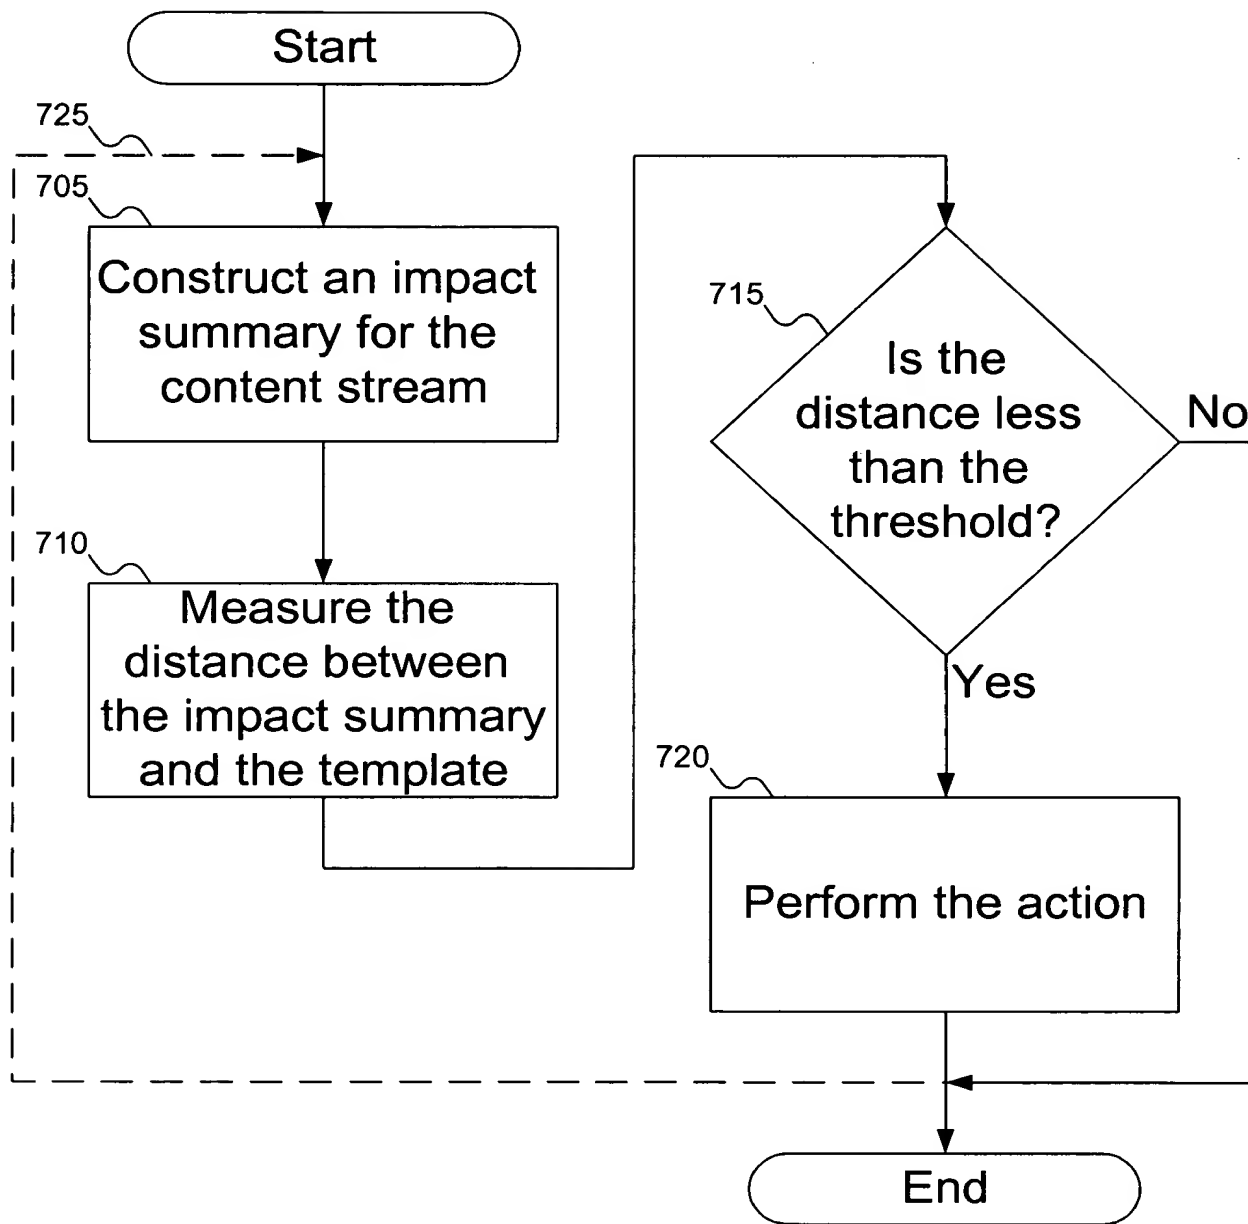 Start
725
705
Construct an impact
summary for the
content stream
710
Measure the
distance between
the impact summary
and the template
715
Is the
distance less
than the
threshold?
No
Yes
720
Perform the action
End